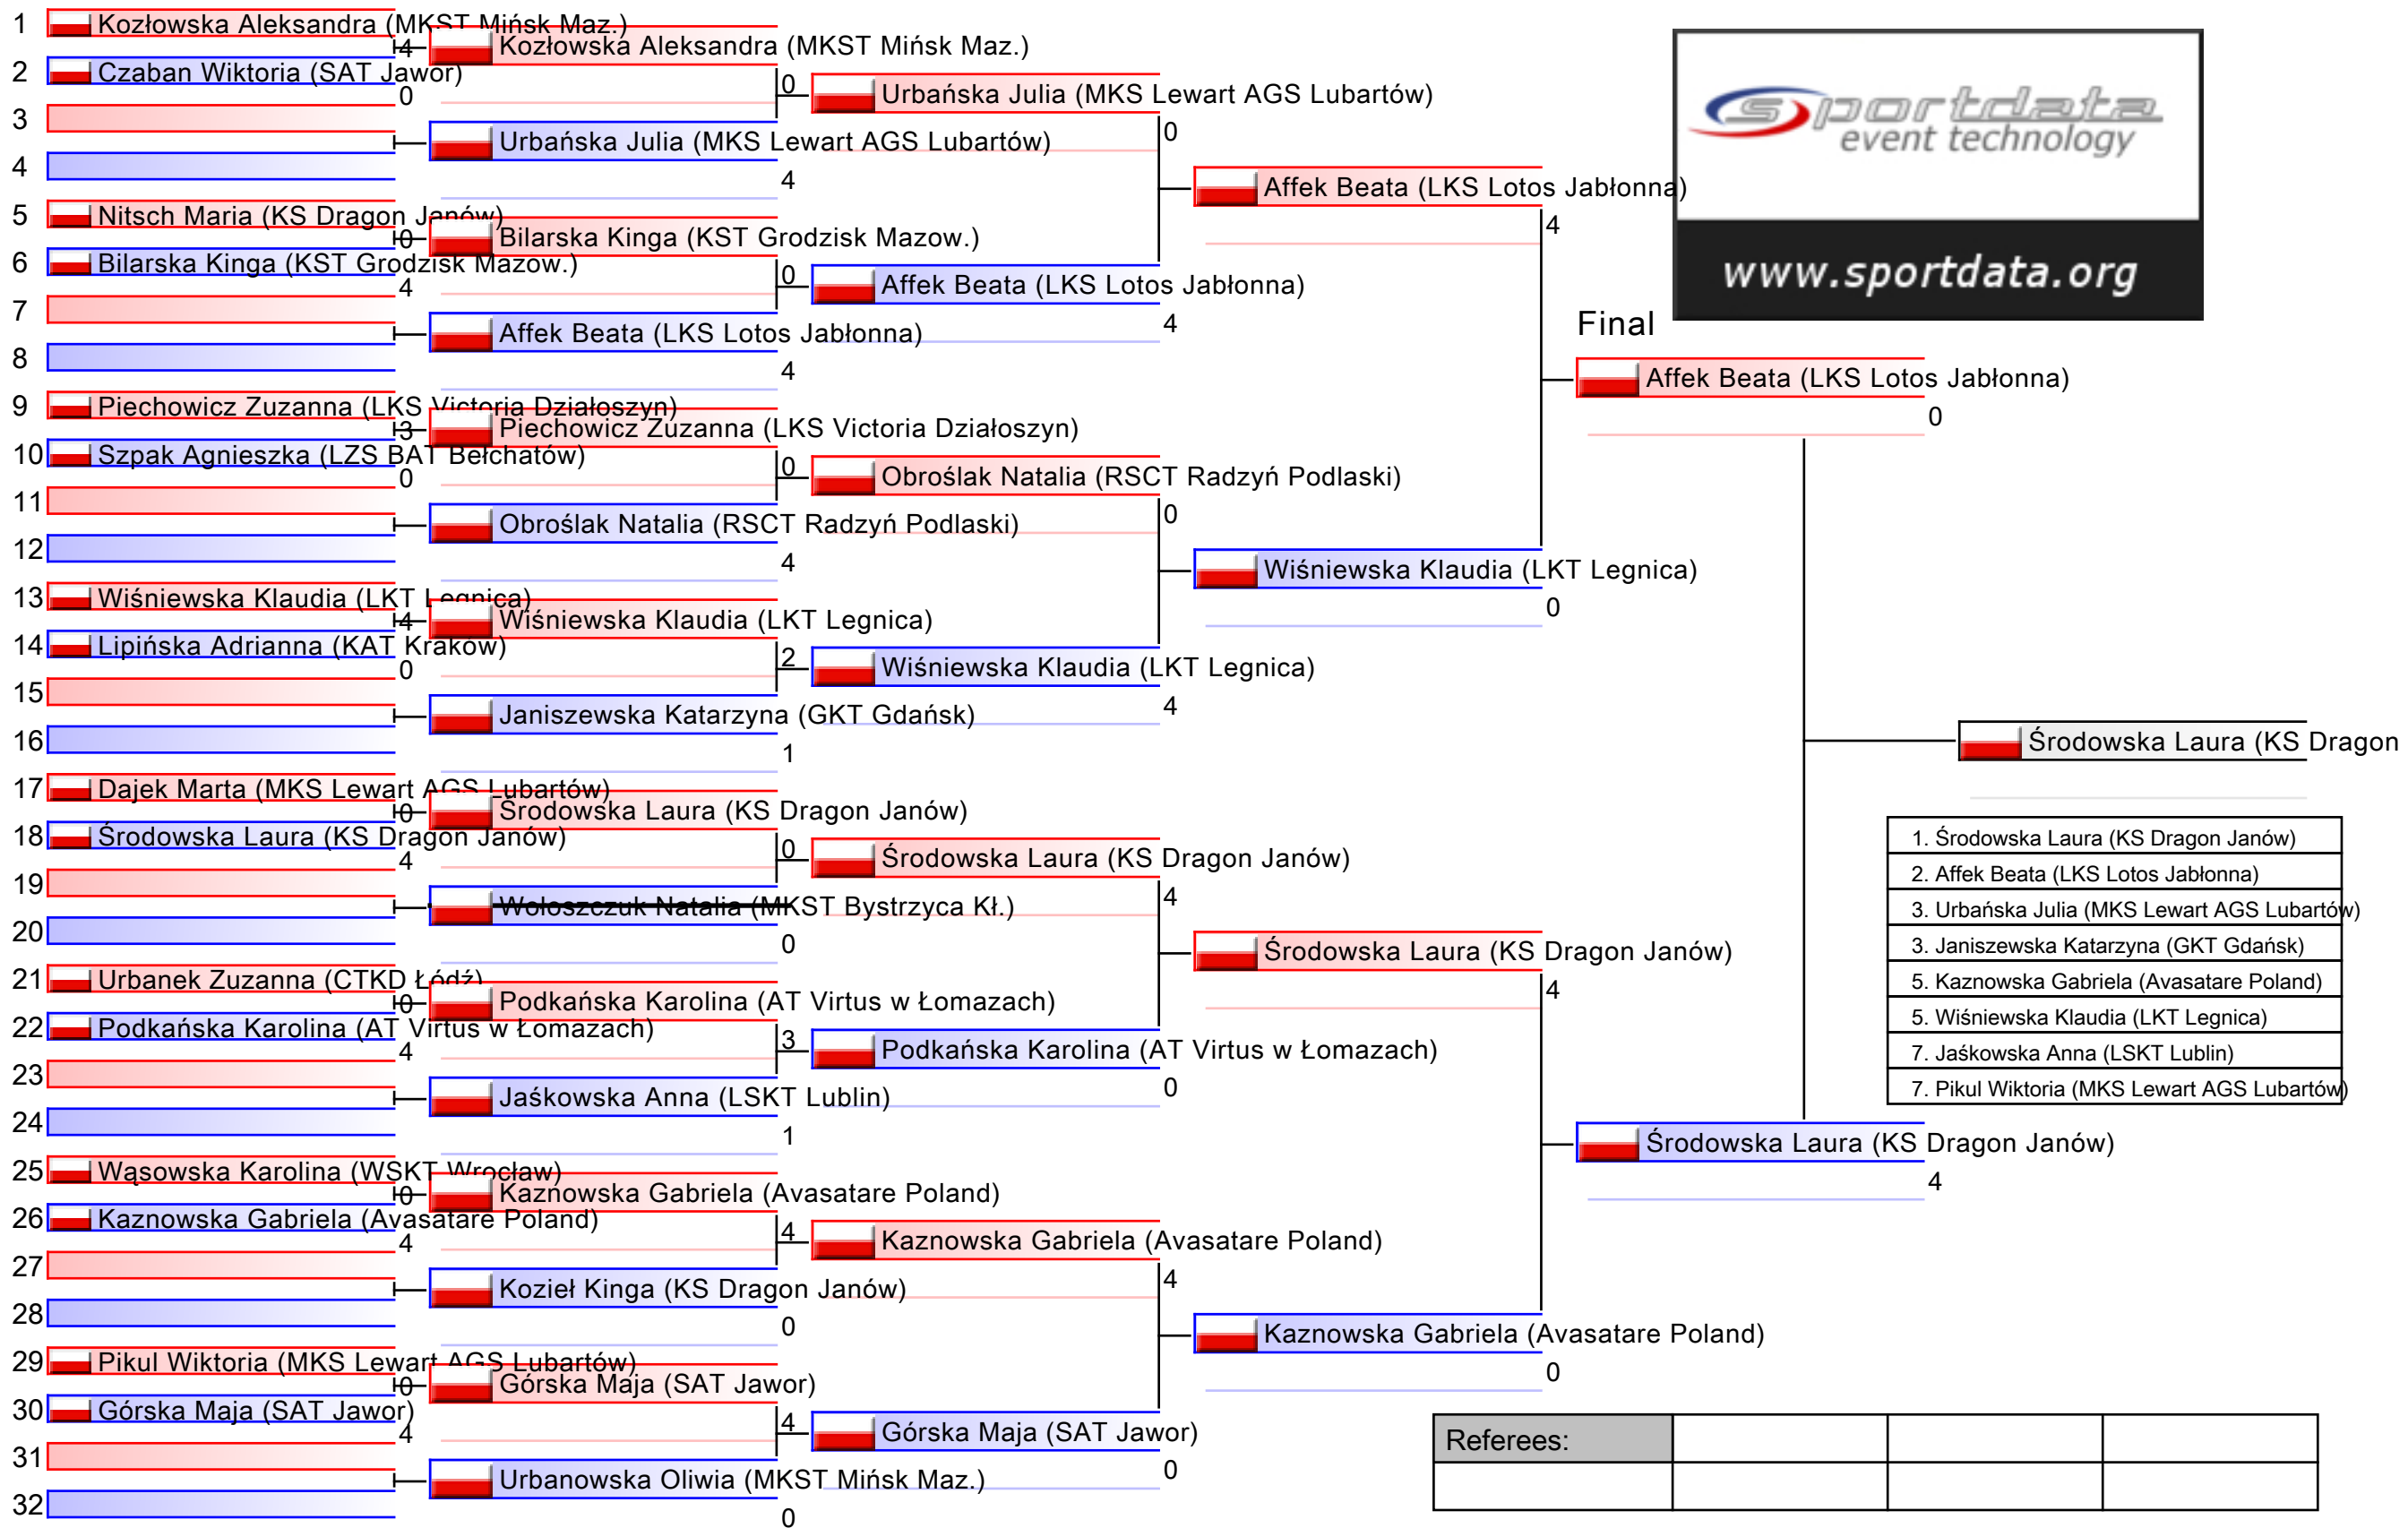 1 Kozłowska Aleksandra (MKST Mińsk Maz.)
4
2 Czaban Wiktoria (SAT Jawor)
0
3
4
5 Nitsch Maria (KS Dragon Janów)
0
6 Bilarska Kinga (KST Grodzisk Mazow.)
4
7
8
9 Piechowicz Zuzanna (LKS Victoria Działoszyn)
3
10 Szpak Agnieszka (LZS BAT Bełchatów)
0
11
12
13 Wiśniewska Klaudia (LKT Legnica)
4
14 Lipińska Adrianna (KAT Kraków)
0
15
16
17 Dajek Marta (MKS Lewart AGS Lubartów)
0
18 Środowska Laura (KS Dragon Janów)
4
19
20
21 Urbanek Zuzanna (CTKD Łódź)
0
22 Podkańska Karolina (AT Virtus w Łomazach)
4
23
24
25 Wąsowska Karolina (WSKT Wrocław)
0
26 Kaznowska Gabriela (Avasatare Poland)
4
27
28
29 Pikul Wiktoria (MKS Lewart AGS Lubartów)
0
30 Górska Maja (SAT Jawor)
4
31
32
Kozłowska Aleksandra (MKST Mińsk Maz.)
0
Urbańska Julia (MKS Lewart AGS Lubartów)
4
Bilarska Kinga (KST Grodzisk Mazow.)
0
Affek Beata (LKS Lotos Jabłonna)
4
Piechowicz Zuzanna (LKS Victoria Działoszyn)
0
Obroślak Natalia (RSCT Radzyń Podlaski)
4
Wiśniewska Klaudia (LKT Legnica)
2
Janiszewska Katarzyna (GKT Gdańsk)
1
Środowska Laura (KS Dragon Janów)
0
Wołoszczuk Natalia (MKST Bystrzyca Kł.)
0
Podkańska Karolina (AT Virtus w Łomazach)
3
Jaśkowska Anna (LSKT Lublin)
1
Kaznowska Gabriela (Avasatare Poland)
4
Kozieł Kinga (KS Dragon Janów)
0
Górska Maja (SAT Jawor)
4
Urbanowska Oliwia (MKST Mińsk Maz.)
0
Urbańska Julia (MKS Lewart AGS Lubartów)
0
Affek Beata (LKS Lotos Jabłonna)
4
Obroślak Natalia (RSCT Radzyń Podlaski)
0
Wiśniewska Klaudia (LKT Legnica)
4
Środowska Laura (KS Dragon Janów)
4
Podkańska Karolina (AT Virtus w Łomazach)
0
Kaznowska Gabriela (Avasatare Poland)
4
Górska Maja (SAT Jawor)
0
Affek Beata (LKS Lotos Jabłonna)
4
Wiśniewska Klaudia (LKT Legnica)
0
Środowska Laura (KS Dragon Janów)
4
Kaznowska Gabriela (Avasatare Poland)
0
Final
Affek Beata (LKS Lotos Jabłonna)
0
Środowska Laura (KS Dragon Janów)
4
sportdata
event technology
www.sportdata.org
Środowska Laura (KS Dragon
1. Środowska Laura (KS Dragon Janów)
2. Affek Beata (LKS Lotos Jabłonna)
3. Urbańska Julia (MKS Lewart AGS Lubartów)
3. Janiszewska Katarzyna (GKT Gdańsk)
5. Kaznowska Gabriela (Avasatare Poland)
5. Wiśniewska Klaudia (LKT Legnica)
7. Jaśkowska Anna (LSKT Lublin)
7. Pikul Wiktoria (MKS Lewart AGS Lubartów)
Referees: